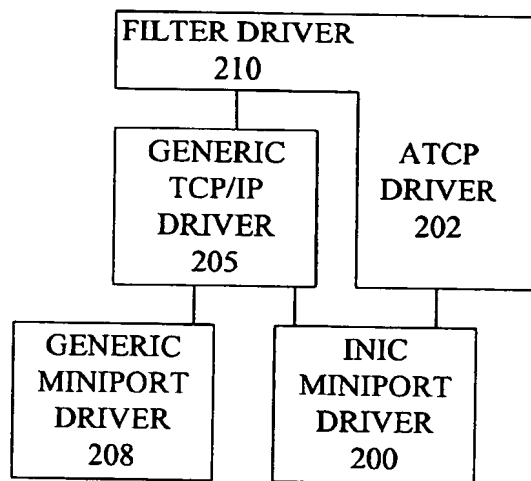 FILTER DRIVER
210
GENERIC
TCP/IP
DRIVER
205
ATCP
DRIVER
202
GENERIC
MINIPORT
DRIVER
208
INIC
MINIPORT
DRIVER
200